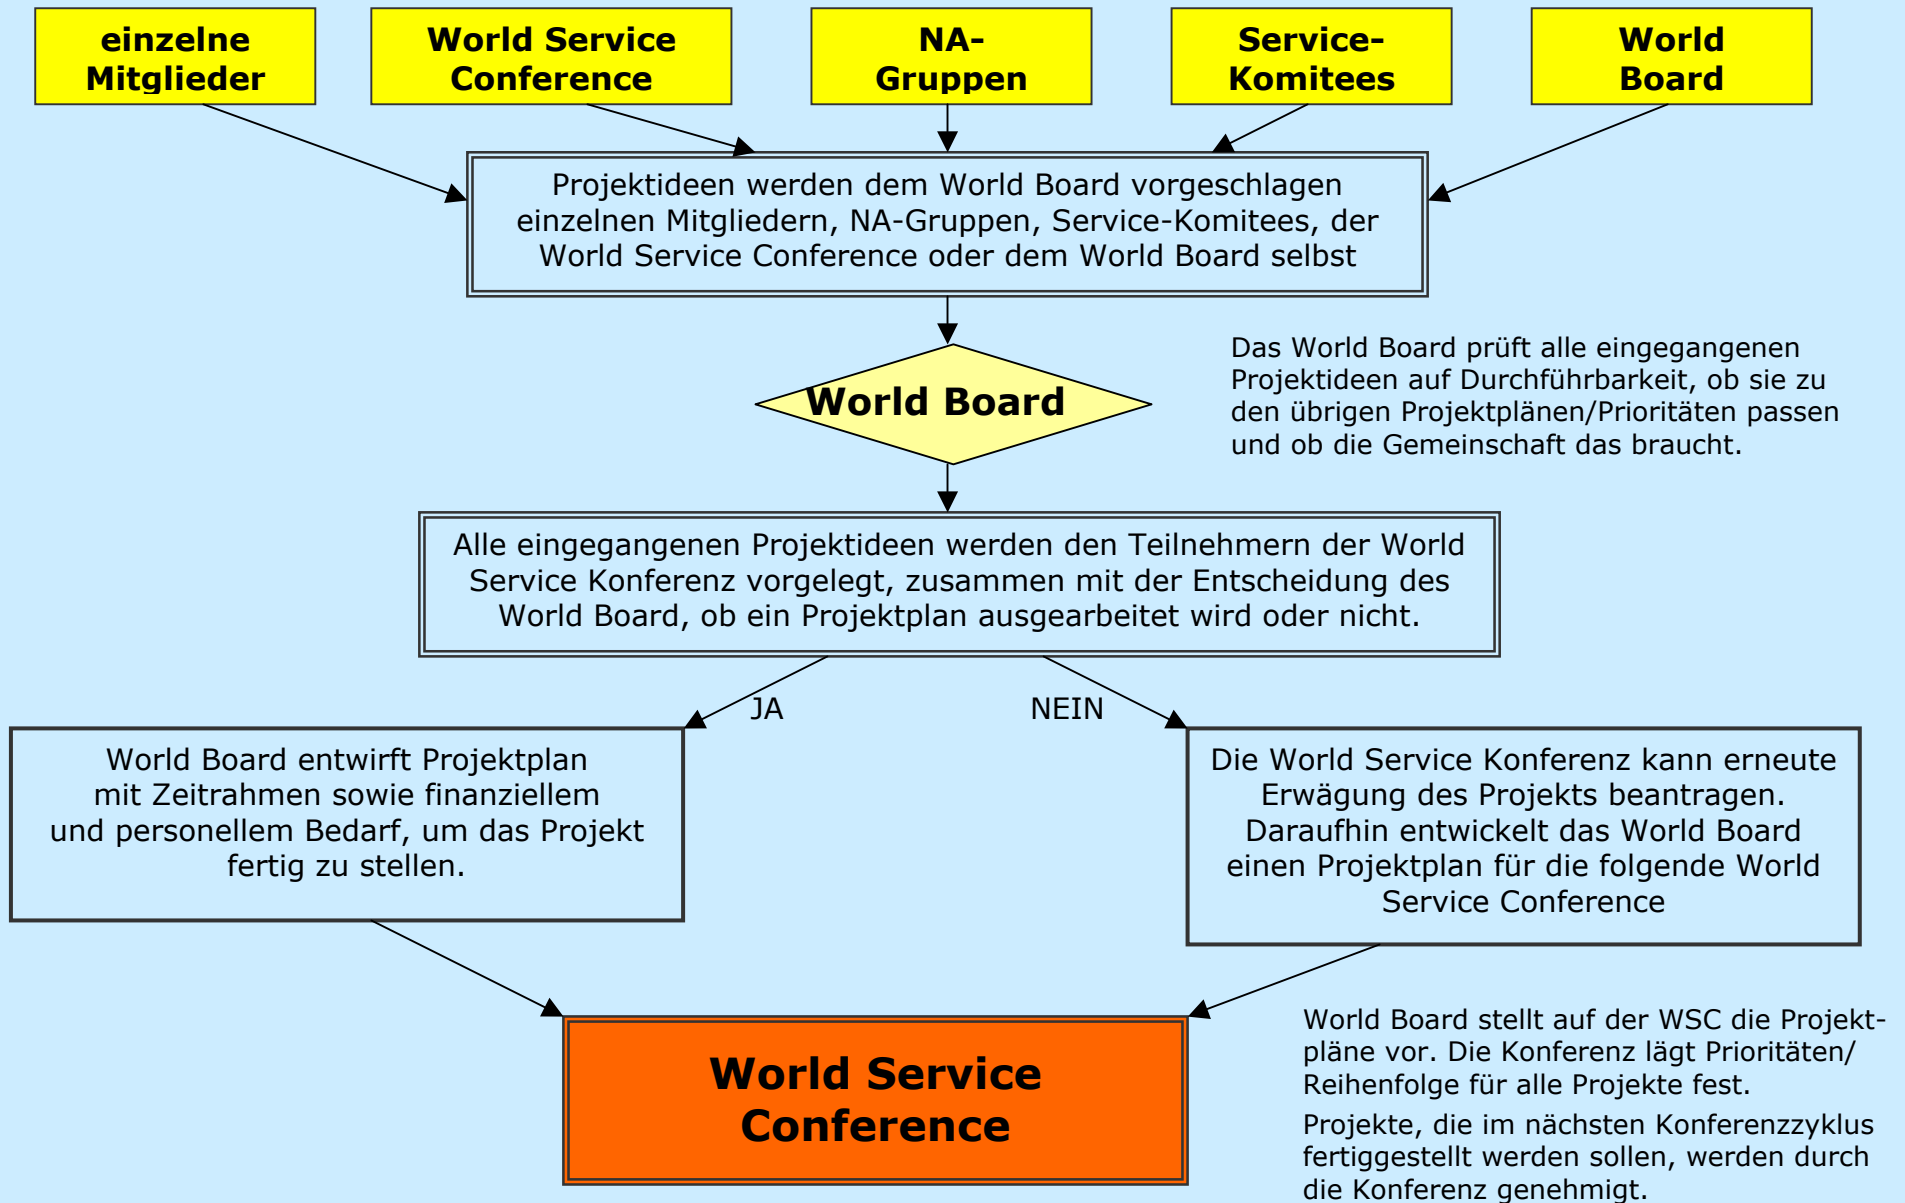 einzelne
Mitglieder
World Service
Conference
NA-
Gruppen
Service-
Komitees
World
Board
Projektideen werden dem World Board vorgeschlagen
einzelnen Mitgliedern, NA-Gruppen, Service-Komitees, der
World Service Conference oder dem World Board selbst
World Board
Das World Board prüft alle eingegangenen
Projektideen auf Durchführbarkeit, ob sie zu
den übrigen Projektplänen/Prioritäten passen
und ob die Gemeinschaft das braucht.
Alle eingegangenen Projektideen werden den Teilnehmern der World
Service Konferenz vorgelegt, zusammen mit der Entscheidung des
World Board, ob ein Projektplan ausgearbeitet wird oder nicht.
JA
NEIN
World Board entwirft Projektplan
mit Zeitrahmen sowie finanziellem
und personellem Bedarf, um das Projekt
fertig zu stellen.
Die World Service Konferenz kann erneute
Erwägung des Projekts beantragen.
Daraufhin entwickelt das World Board
einen Projektplan für die folgende World
Service Conference
World Service
Conference
World Board stellt auf der WSC die Projekt-
pläne vor. Die Konferenz lägt Prioritäten/
Reihenfolge für alle Projekte fest.
Projekte, die im nächsten Konferenzzyklus
fertiggestellt werden sollen, werden durch
die Konferenz genehmigt.